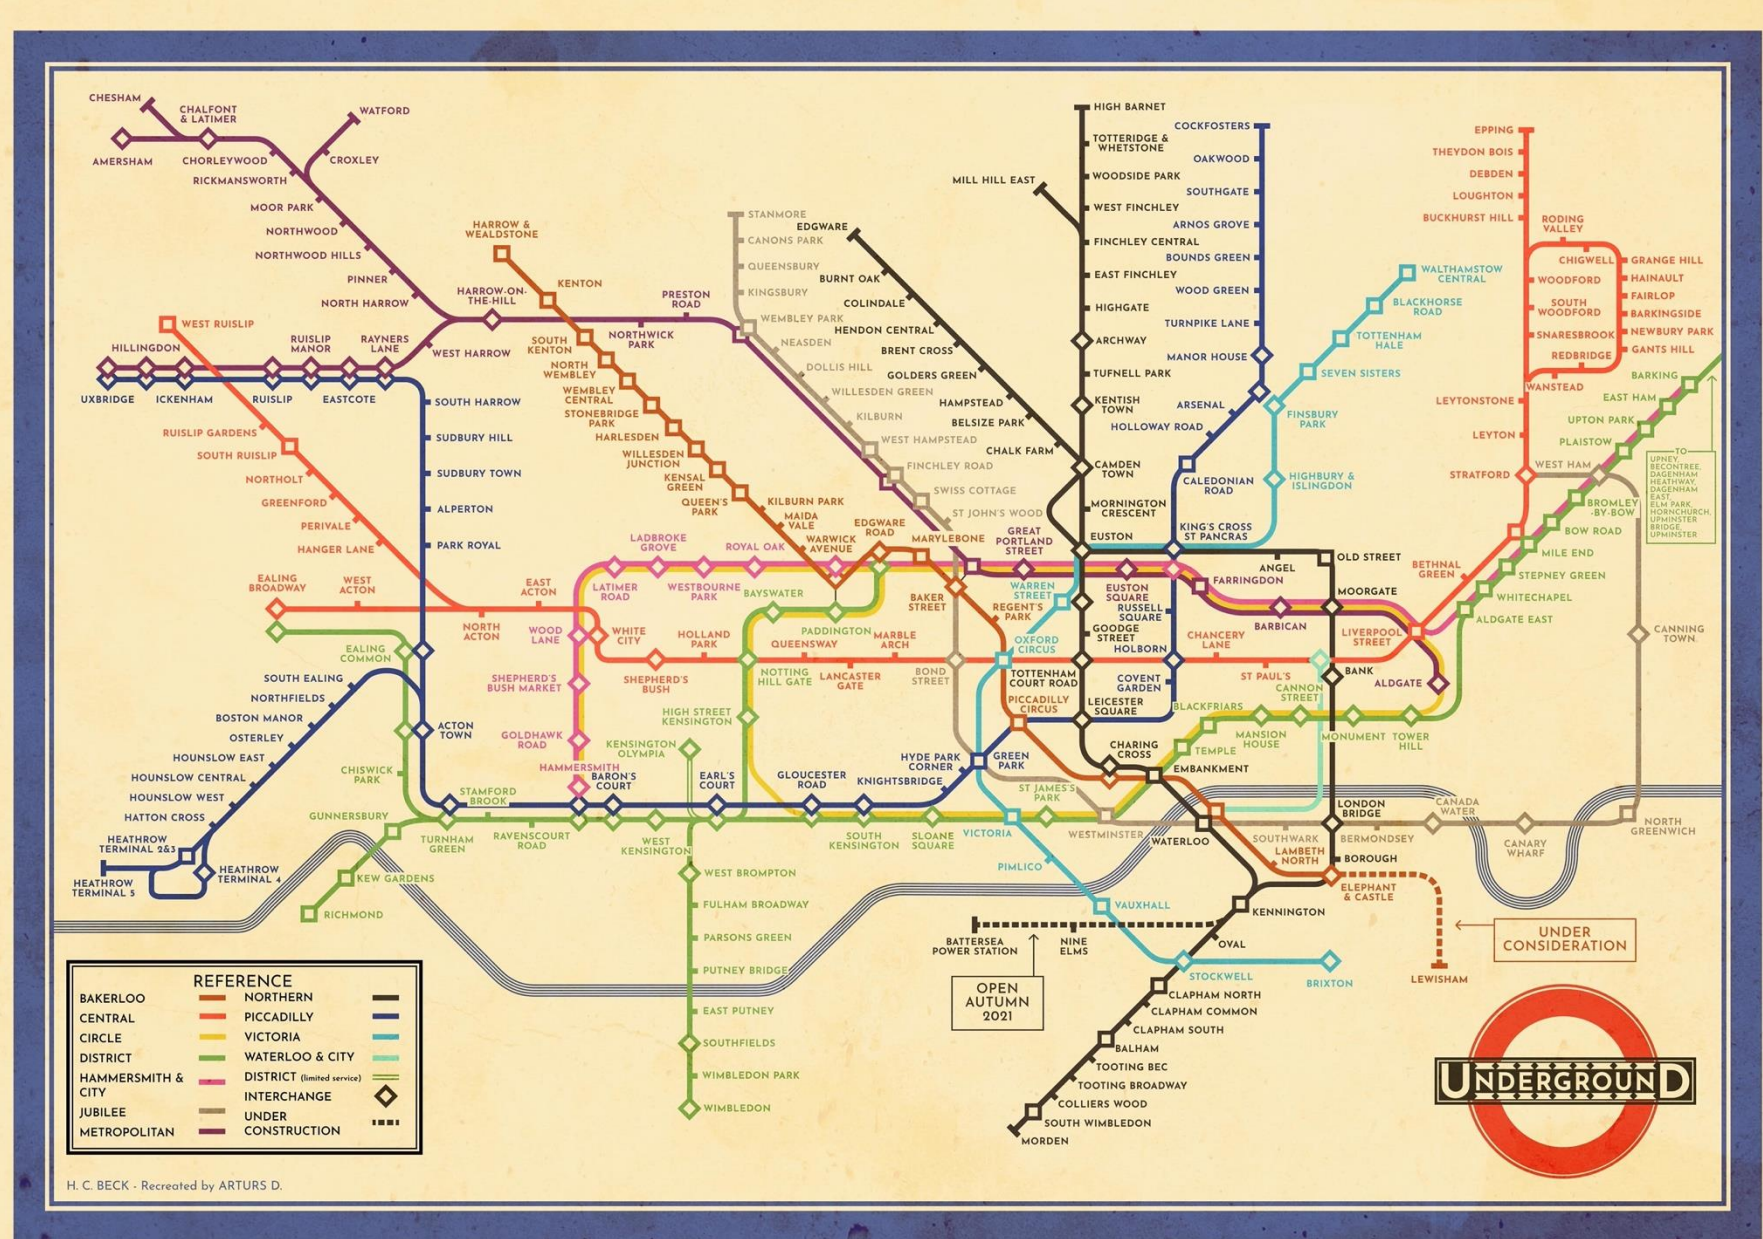 CHESHAM
CHALFONT
& LATIMER
WATFORD
AMERSHAM
CHORLEYWOOD
CROXLEY
RICKMANSWORTH
MOOR PARK
NORTHWOOD
NORTHWOOD HILLS
PINNER
NORTH HARROW
HARROW-ON-
THE-HILL
PRESTON
ROAD
NORTHWICK
PARK
WEST RUISLIP
HILLINGDON
RUISLIP
MANOR
RAYNERS
LANE
WEST HARROW
UXBRIDGE
ICKENHAM
RUISLIP
EASTCOTE
SOUTH HARROW
SUDBURY HILL
SUDBURY TOWN
ALPERTON
PARK ROYAL
RUISLIP GARDENS
SOUTH RUISLIP
NORTHOLT
GREENFORD
PERIVALE
HANGER LANE
HARROW &
WEALDSTONE
KENTON
SOUTH
KENTON
NORTH
WEMBLEY
WEMBLEY
CENTRAL
STONEBRIDGE
PARK
HARLESDEN
WILLESDEN
JUNCTION
KENSAL
GREEN
QUEEN'S
PARK
KILBURN PARK
MAIDA
VALE
WARWICK
AVENUE
EDGWARE
ROAD
MARYLEBONE
STANMORE
CANONS PARK
QUEENSBURY
KINGSBURY
WEMBLEY PARK
NEASDEN
DOLLIS HILL
WILLESDEN GREEN
KILBURN
WEST HAMPSTEAD
FINCHLEY ROAD
SWISS COTTAGE
ST JOHN'S WOOD
EDGWARE
BURNT OAK
COLINDALE
HENDON CENTRAL
BRENT CROSS
GOLDERS GREEN
HAMPSTEAD
BELSIZE PARK
CHALK FARM
MILL HILL EAST
HIGH BARNET
TOTTERIDGE &
WHETSTONE
WOODSIDE PARK
WEST FINCHLEY
FINCHLEY CENTRAL
EAST FINCHLEY
HIGHGATE
ARCHWAY
TUFNELL PARK
KENTISH
TOWN
CAMDEN
TOWN
MORNINGTON
CRESCENT
EUSTON
COCKFOSTERS
OAKWOOD
SOUTHGATE
ARNOS GROVE
BOUNDS GREEN
WOOD GREEN
TURNPIKE LANE
MANOR HOUSE
ARSENAL
HOLLOWAY ROAD
CALEDONIAN
ROAD
KING'S CROSS
ST PANCRAS
WALTHAMSTOW
CENTRAL
BLACKHORSE
ROAD
TOTTENHAM
HALE
SEVEN SISTERS
FINSBURY
PARK
HIGHBURY &
ISLINGDON
EPPING
THEYDON BOIS
DEBDEN
LOUGHTON
BUCKHURST HILL
RODING
VALLEY
CHIGWELL
GRANGE HILL
HAINAULT
FAIRLOP
BARKINGSIDE
NEWBURY PARK
GANTS HILL
WOODFORD
SOUTH
WOODFORD
SNARESBROOK
REDBRIDGE
WANSTEAD
LEYTONSTONE
LEYTON
STRATFORD
WEST HAM
BARKING
EAST HAM
UPTON PARK
PLAISTOW
TO
UPNEY,
BECONTREE,
DAGENHAM
HEATHWAY,
DAGENHAM
EAST,
ELM PARK,
HORNCHURCH,
UPMINSTER
BRIDGE,
UPMINSTER
BROMLEY
-BY-BOW
BOW ROAD
MILE END
STEPNEY GREEN
WHITECHAPEL
ALDGATE EAST
BETHNAL
GREEN
OLD STREET
ANGEL
MOORGATE
FARRINGDON
BARBICAN
LIVERPOOL
STREET
ALDGATE
GREAT
PORTLAND
STREET
WARREN
STREET
EUSTON
SQUARE
RUSSELL
SQUARE
REGENT'S
PARK
BAKER
STREET
GOODGE
STREET
OXFORD
CIRCUS
HOLBORN
CHANCERY
LANE
ST PAUL'S
BANK
CANNON
STREET
TOTTENHAM
COURT ROAD
COVENT
GARDEN
LEICESTER
SQUARE
PICCADILLY
CIRCUS
BLACKFRIARS
TEMPLE
MANSION
HOUSE
MONUMENT
TOWER
HILL
CHARING
CROSS
EMBANKMENT
LADBROKE
GROVE
ROYAL OAK
LATIMER
ROAD
WESTBOURNE
PARK
BAYSWATER
PADDINGTON
EALING
BROADWAY
WEST
ACTON
EAST
ACTON
NORTH
ACTON
WOOD
LANE
WHITE
CITY
HOLLAND
PARK
QUEENSWAY
MARBLE
ARCH
LANCASTER
GATE
BOND
STREET
SHEPHERD'S
BUSH MARKET
SHEPHERD'S
BUSH
NOTTING
HILL GATE
HIGH STREET
KENSINGTON
GOLDHAWK
ROAD
KENSINGTON
OLYMPIA
HAMMERSMITH
BARON'S
COURT
EARL'S
COURT
GLOUCESTER
ROAD
KNIGHTSBRIDGE
HYDE PARK
CORNER
GREEN
PARK
ST JAMES'S
PARK
EALING
COMMON
SOUTH EALING
NORTHFIELDS
BOSTON MANOR
OSTERLEY
HOUNSLOW EAST
HOUNSLOW CENTRAL
HOUNSLOW WEST
HATTON CROSS
HEATHROW
TERMINAL 2&3
HEATHROW
TERMINAL 4
HEATHROW
TERMINAL 5
ACTON
TOWN
CHISWICK
PARK
STAMFORD
BROOK
GUNNERSBURY
TURNHAM
GREEN
RAVENSCOURT
ROAD
WEST
KENSINGTON
SOUTH
KENSINGTON
SLOANE
SQUARE
VICTORIA
WESTMINSTER
KEW GARDENS
RICHMOND
WEST BROMPTON
FULHAM BROADWAY
PARSONS GREEN
PUTNEY BRIDGE
EAST PUTNEY
SOUTHFIELDS
WIMBLEDON PARK
WIMBLEDON
WATERLOO
SOUTHWARK
LAMBETH
NORTH
LONDON
BRIDGE
BERMONDSEY
CANADA
WATER
CANARY
WHARF
NORTH
GREENWICH
CANNING
TOWN
BOROUGH
ELEPHANT
& CASTLE
PIMLICO
VAUXHALL
KENNINGTON
OVAL
STOCKWELL
BRIXTON
BATTERSEA
POWER STATION
NINE
ELMS
OPEN
AUTUMN
2021
UNDER
CONSIDERATION
LEWISHAM
CLAPHAM NORTH
CLAPHAM COMMON
CLAPHAM SOUTH
BALHAM
TOOTING BEC
TOOTING BROADWAY
COLLIERS WOOD
SOUTH WIMBLEDON
MORDEN
REFERENCE
BAKERLOO
CENTRAL
CIRCLE
DISTRICT
HAMMERSMITH &
CITY
JUBILEE
METROPOLITAN
NORTHERN
PICCADILLY
VICTORIA
WATERLOO & CITY
DISTRICT (limited service)
INTERCHANGE
UNDER
CONSTRUCTION
UNDERGROUND
H. C. BECK - Recreated by ARTURS D.